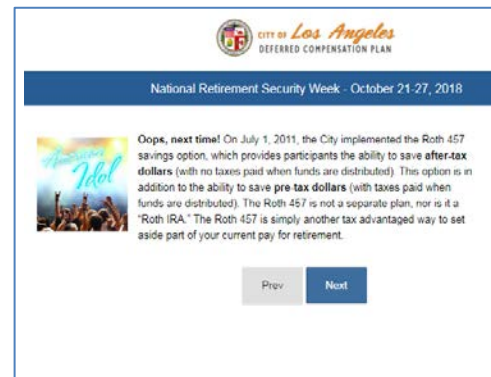 CITY OF Los Angeles
DEFERRED COMPENSATION PLAN
National Retirement Security Week - October 21-27, 2018
American
Idol
Oops, next time! On July 1, 2011, the City implemented the Roth 457
savings option, which provides participants the ability to save after-tax
dollars (with no taxes paid when funds are distributed). This option is in
addition to the ability to save pre-tax dollars (with taxes paid when
funds are distributed). The Roth 457 is not a separate plan, nor is it a
“Roth IRA.” The Roth 457 is simply another tax advantaged way to set
aside part of your current pay for retirement.
Prev
Next